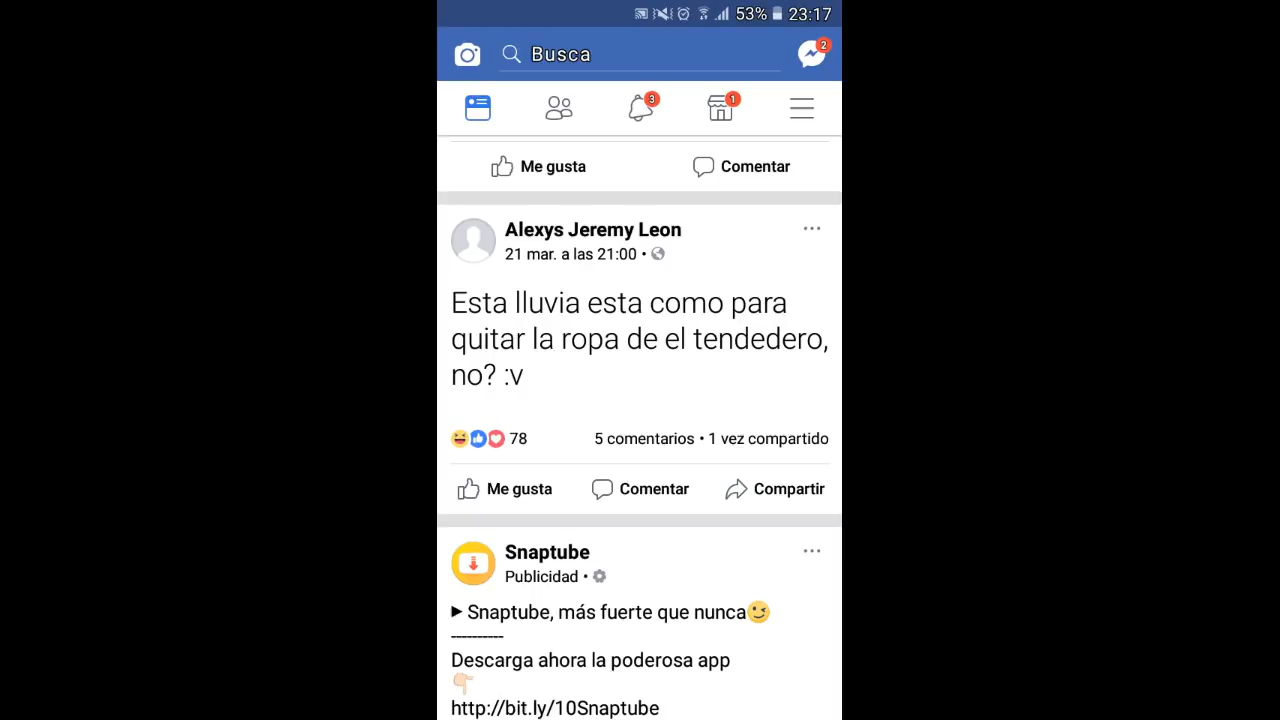 53% 23:17
Busca 2
3 1
Me gusta Comentar
Alexys Jeremy Leon
21 mar. a las 21:00 •
Esta lluvia esta como para
quitar la ropa de el tendedero,
no? :v
78 5 comentarios • 1 vez compartido
Me gusta Comentar Compartir
Snaptube
Publicidad •
►Snaptube, más fuerte que nunca😉
----------
Descarga ahora la poderosa app
👇🏻
http://bit.ly/10Snaptube